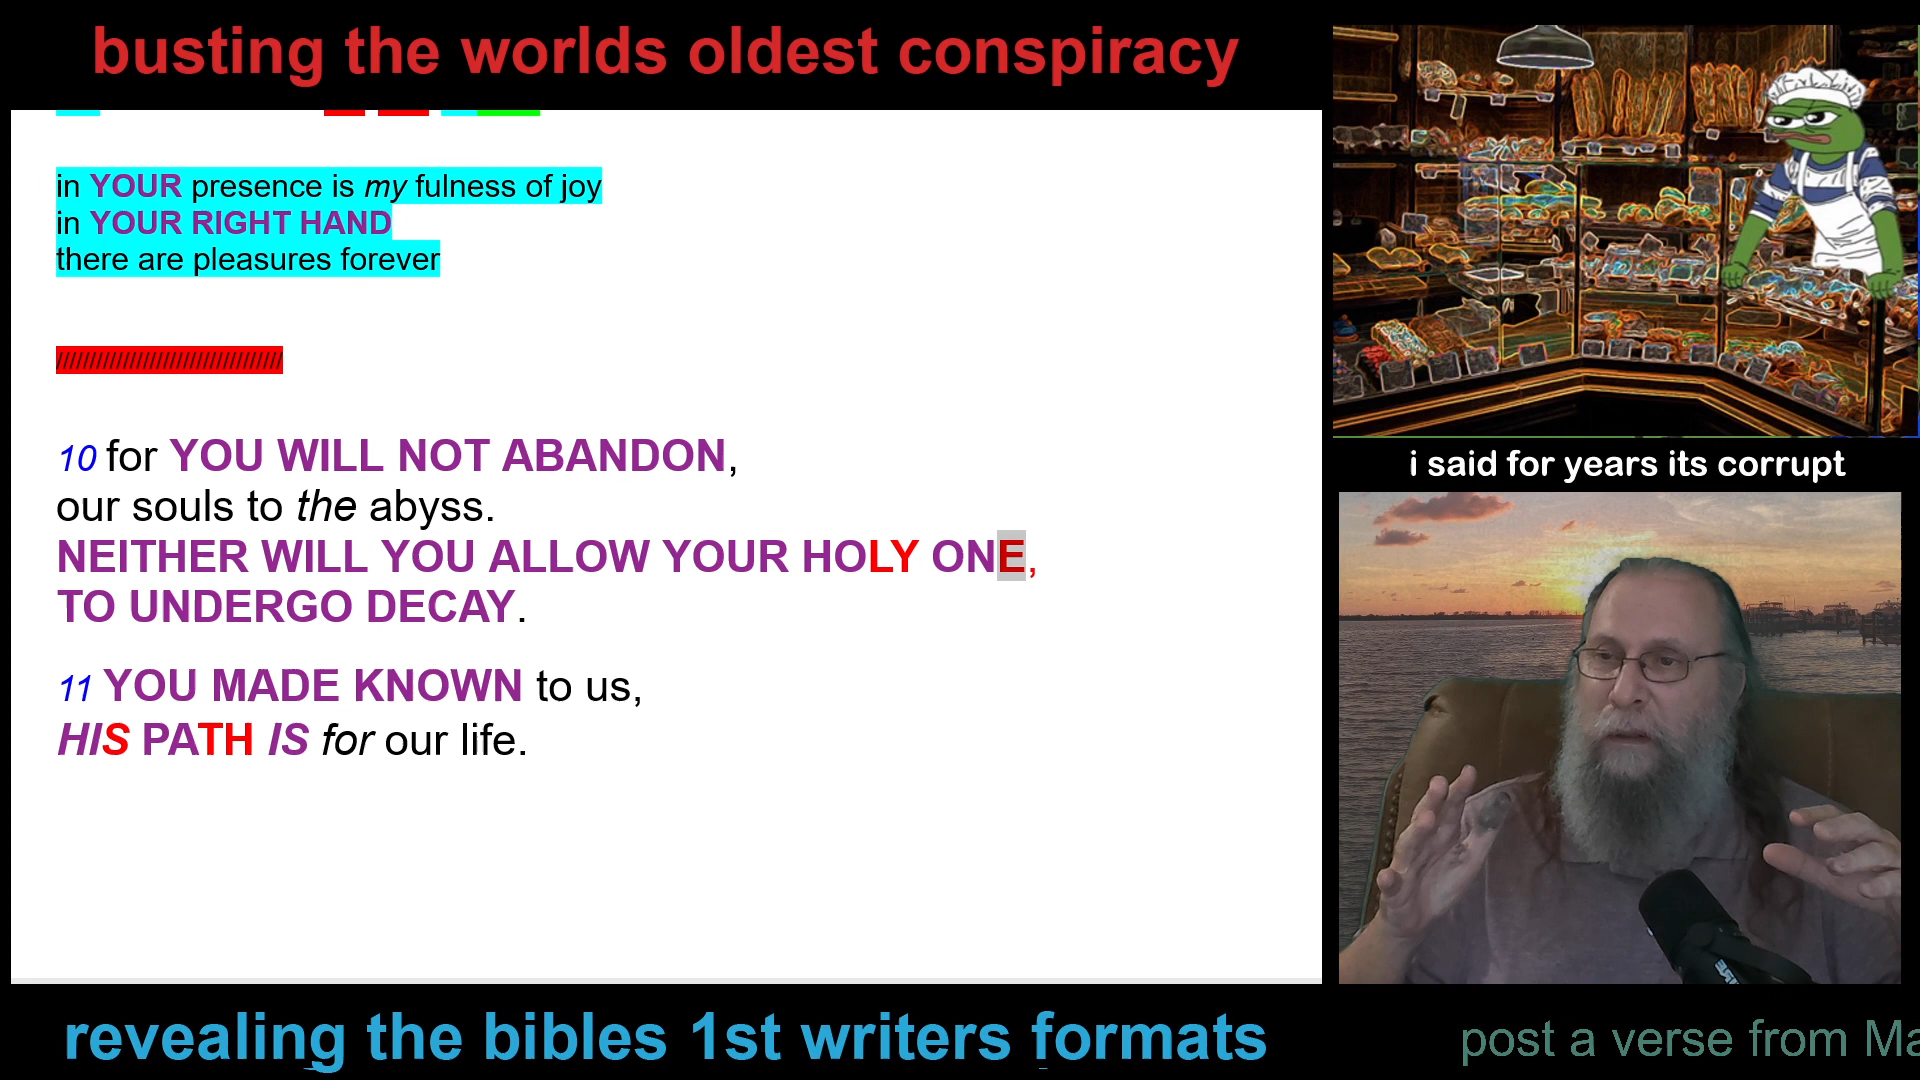 busting the worlds oldest conspiracy
in YOUR presence is my fulness of joy
in YOUR RIGHT HAND
there are pleasures forever
//////////////////////////////////
10 for YOU WILL NOT ABANDON,
our souls to the abyss.
NEITHER WILL YOU ALLOW YOUR HOLY ONE,
TO UNDERGO DECAY.
11 YOU MADE KNOWN to us,
HIS PATH IS for our life.
i said for years its corrupt
revealing the bibles 1st writers formats
post a verse from Ma